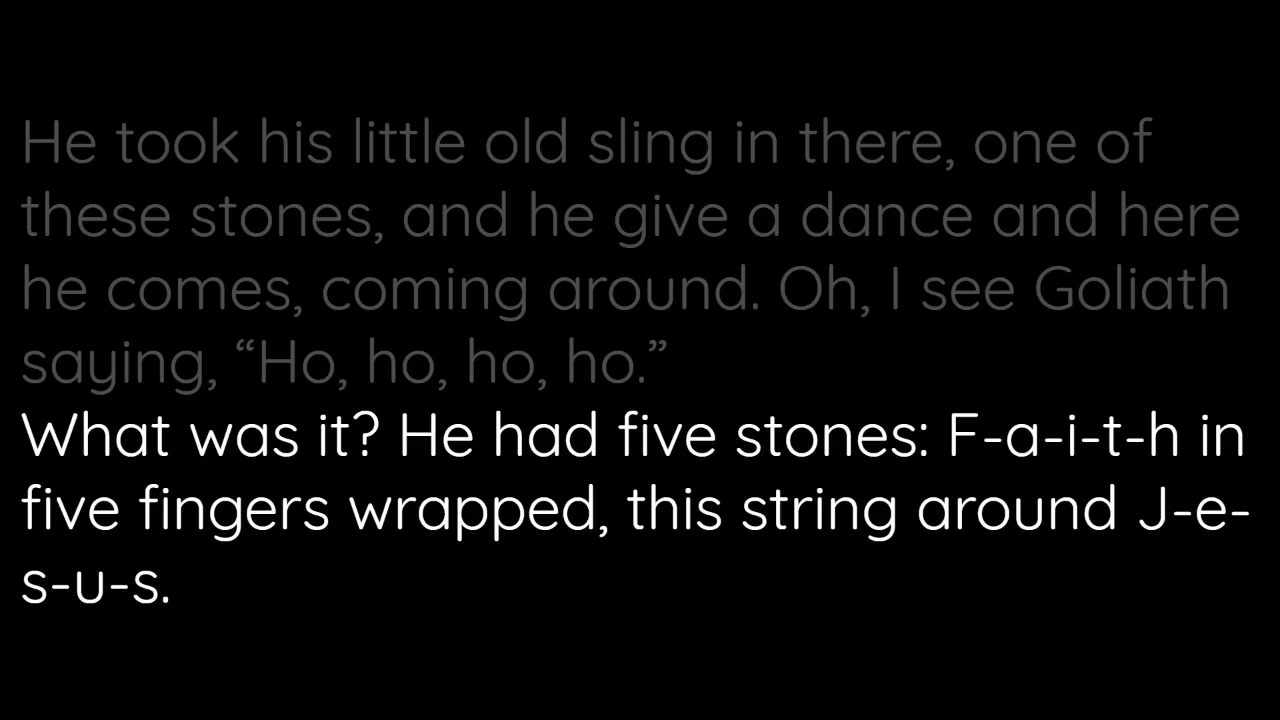 He took his little old sling in there, one of
these stones, and he give a dance and here
he comes, coming around. Oh, I see Goliath
saying, “Ho, ho, ho, ho.”
What was it? He had five stones: F-a-i-t-h in
five fingers wrapped, this string around J-e-
s-u-s.